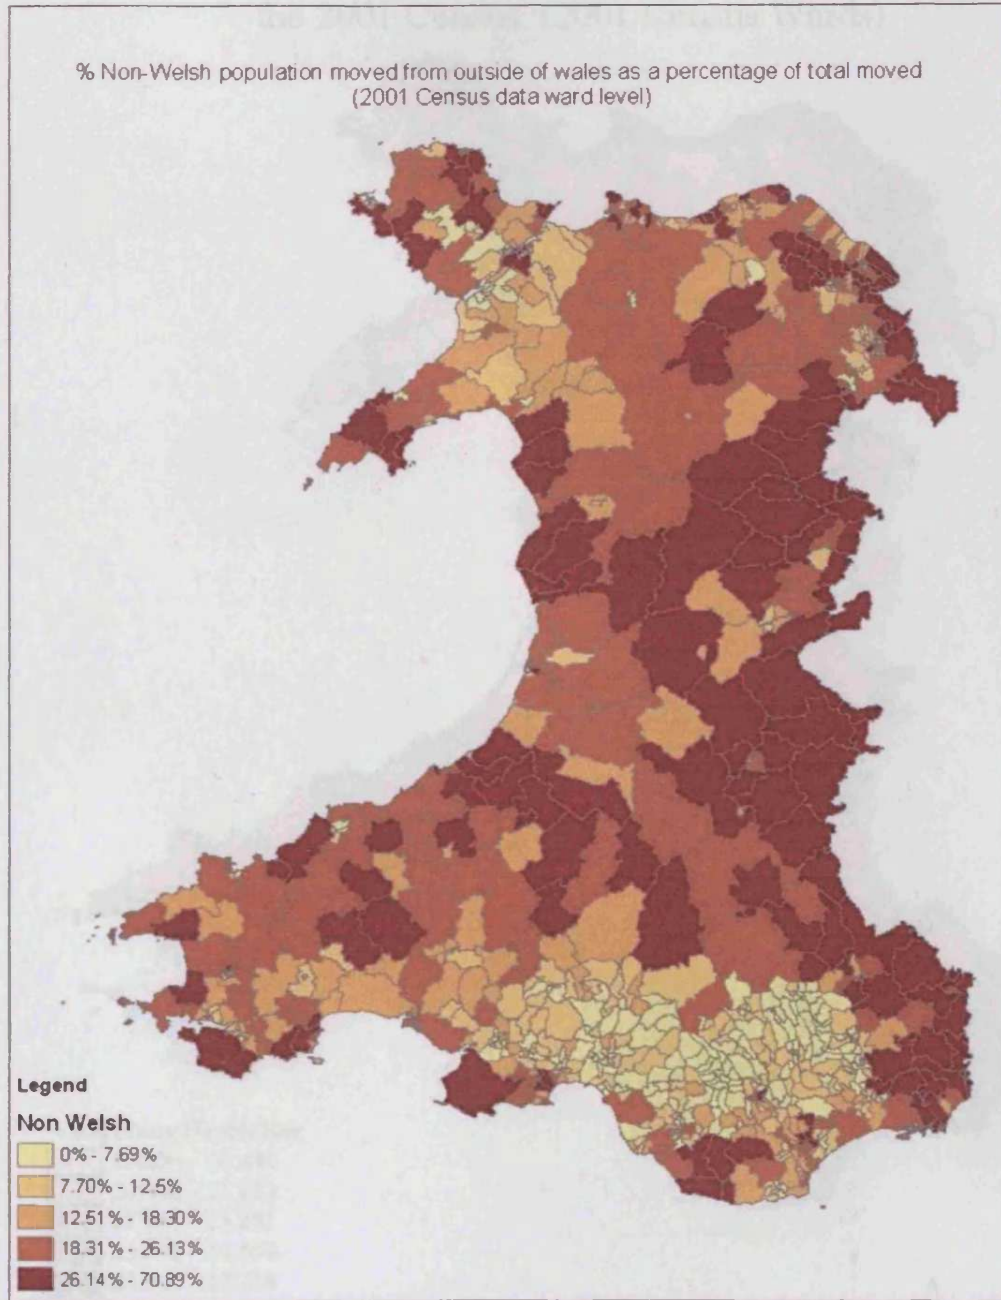 % Non-Welsh population moved from outside of wales as a percentage of total moved
(2001 Census data ward level)
Legend
Non Welsh
0% - 7.69%
7.70% - 12.5%
12.51% - 18.30%
18.31% - 26.13%
26.14% - 70.89%